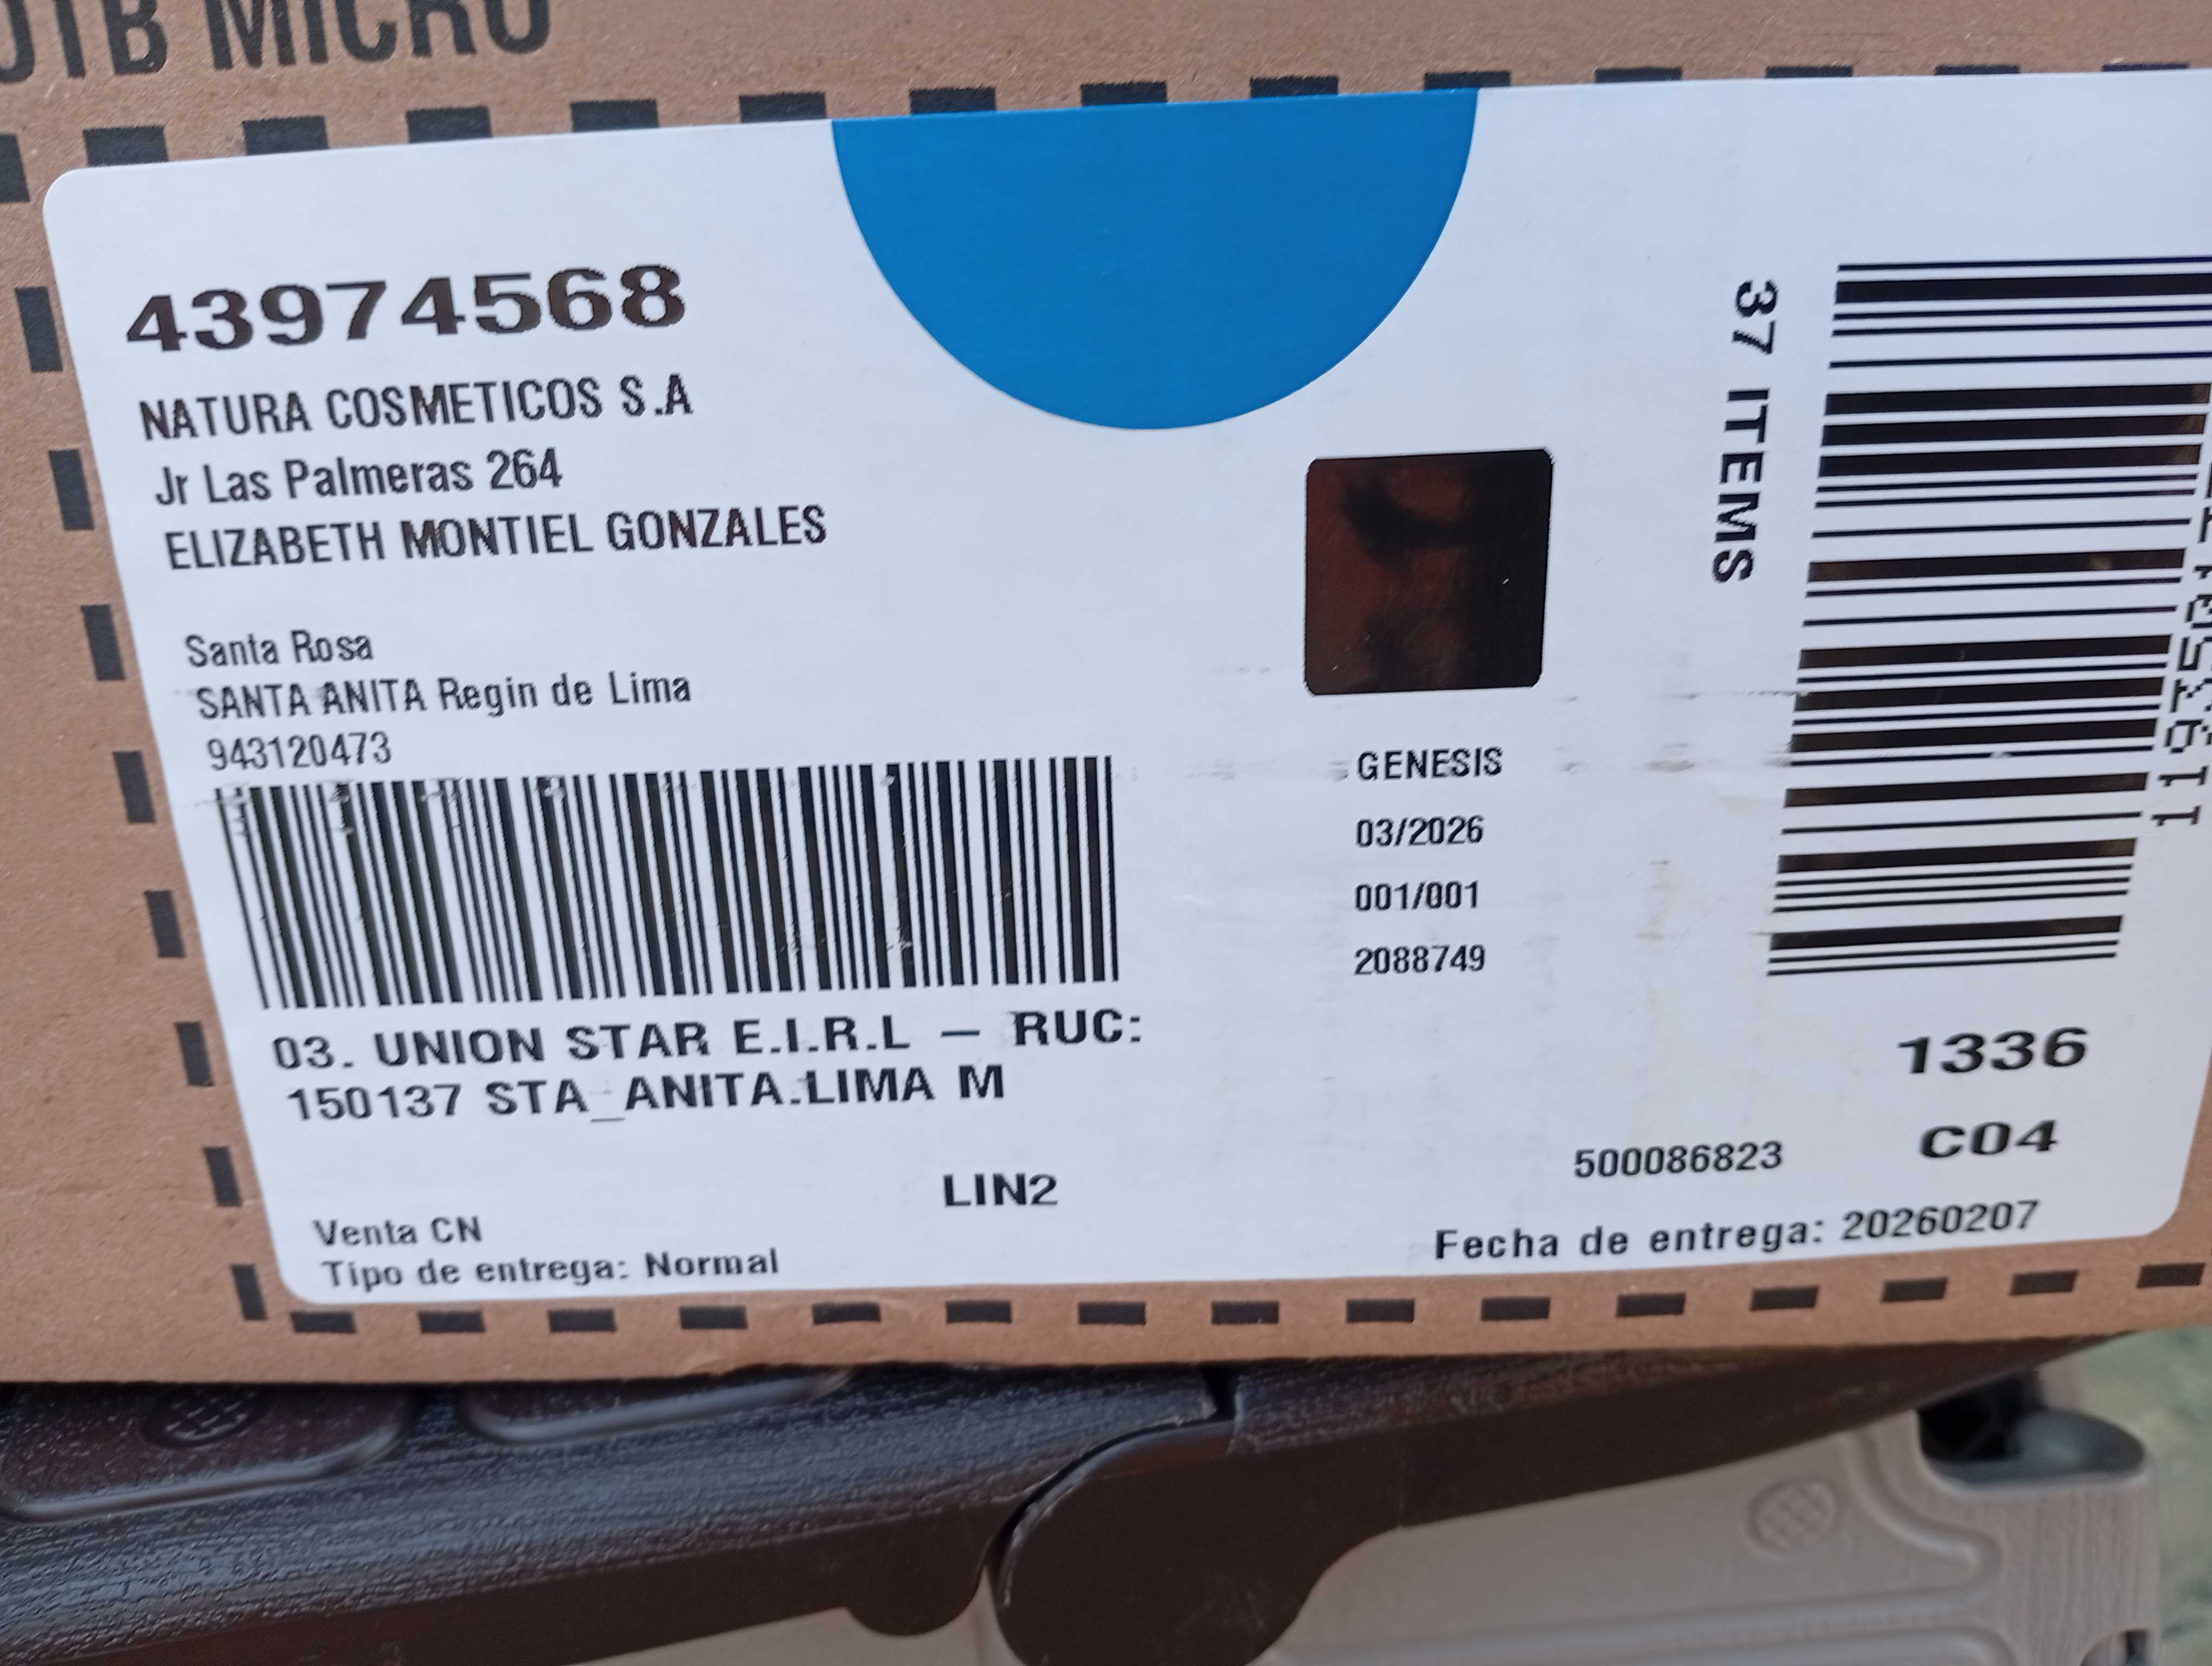 MICRO
43974568
NATURA COSMETICOS S.A
Jr Las Palmeras 264
ELIZABETH MONTIEL GONZALES
Santa Rosa
SANTA ANITA Regin de Lima
943120473
03. UNION STAR E.I.R.L – RUC:
150137 STA_ANITA.LIMA M
Venta CN
Tipo de entrega: Normal
LIN2
GENESIS
03/2026
001/001
2088749
37 ITEMS
1336
C04
500086823
Fecha de entrega: 20260207